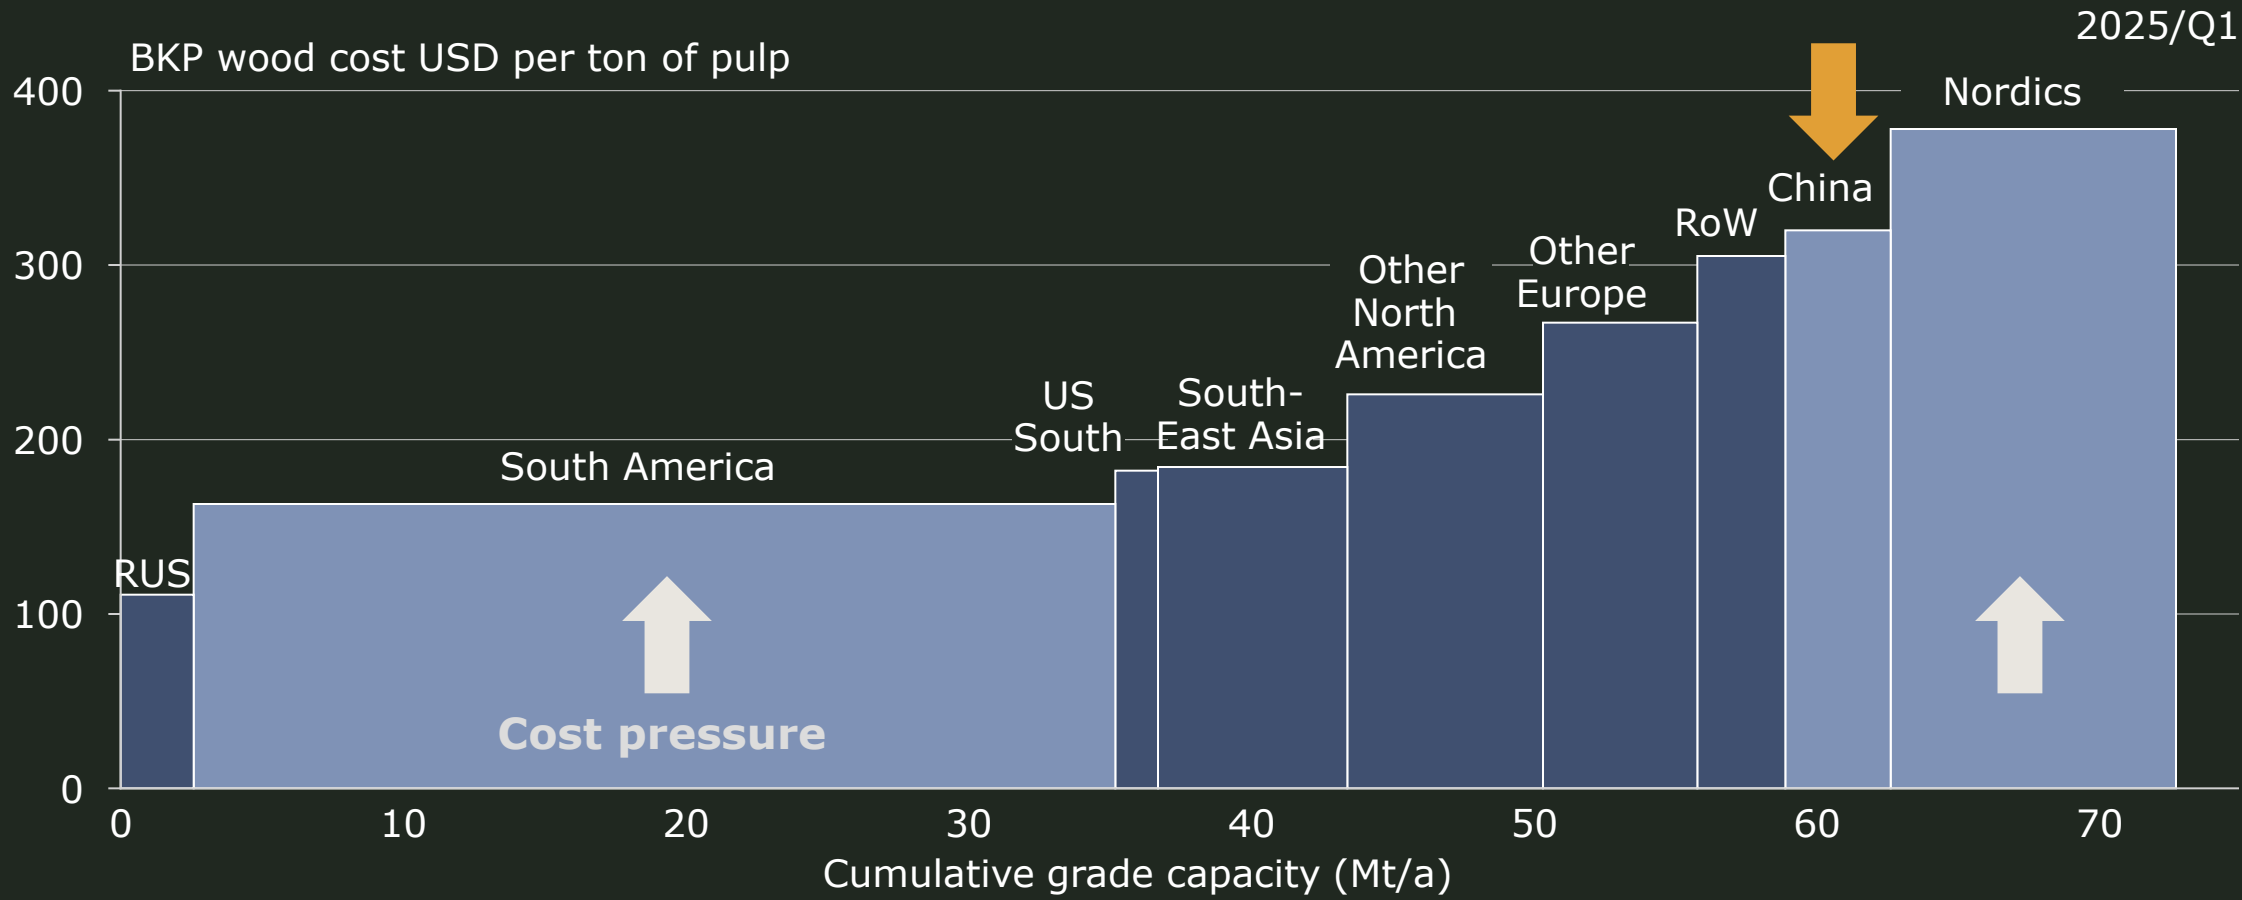 2025/Q1
BKP wood cost USD per ton of pulp
400
Nordics
China
RoW
300
Other
Europe
Other
North
America
US
South
South-
East Asia
200
South America
RUS
100
Cost pressure
0
0 10 20 30 40 50 60 70
Cumulative grade capacity (Mt/a)